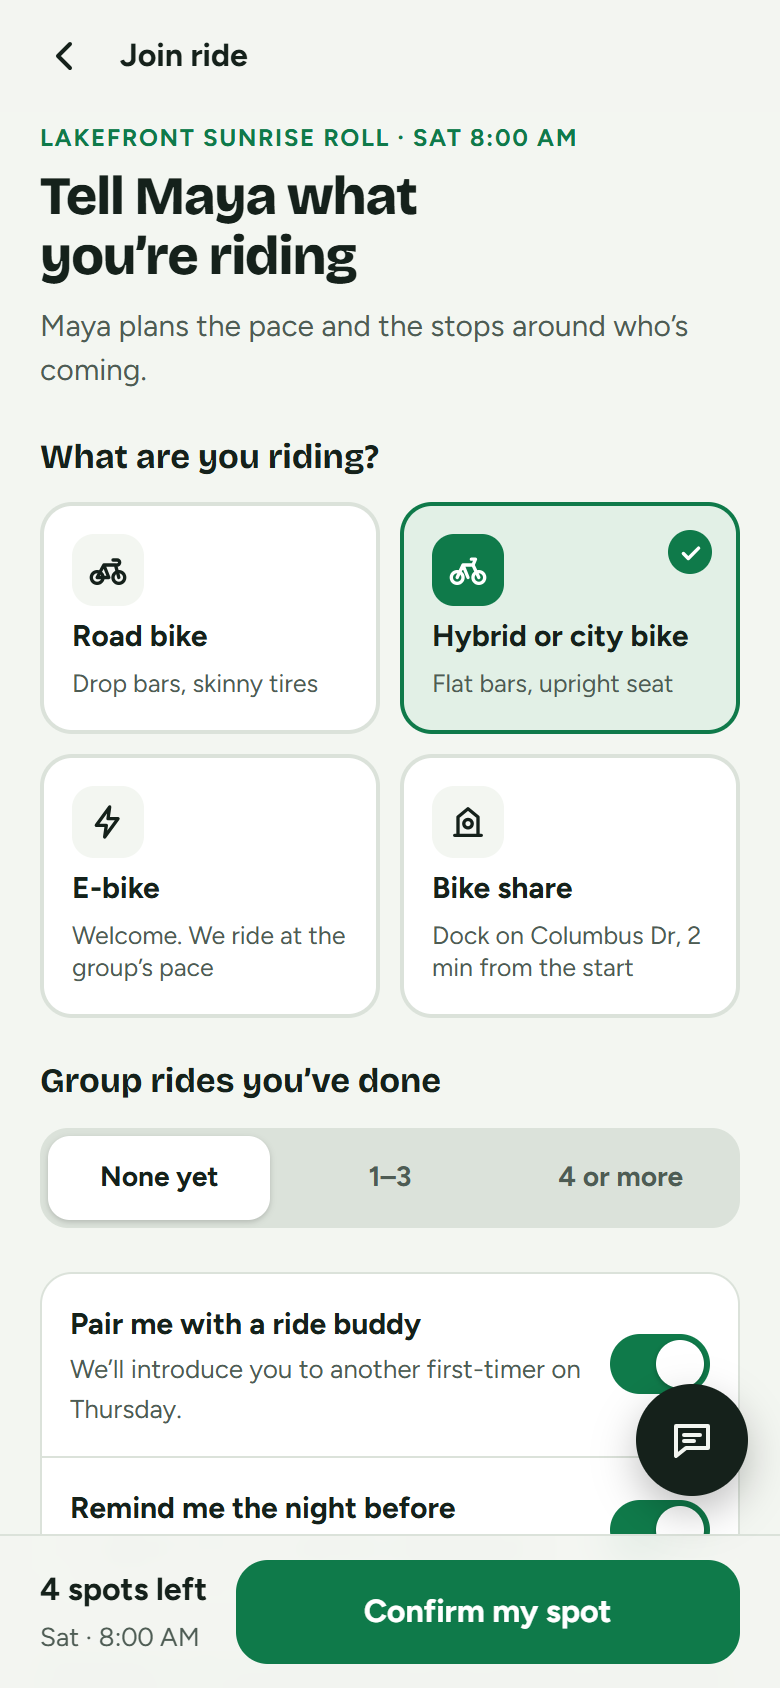 Join ride
LAKEFRONT SUNRISE ROLL · SAT 8:00 AM
Tell Maya what
you’re riding
Maya plans the pace and the stops around who’s
coming.
What are you riding?
Road bike
Drop bars, skinny tires
Hybrid or city bike
Flat bars, upright seat
E-bike
Welcome. We ride at the
group’s pace
Bike share
Dock on Columbus Dr, 2
min from the start
Group rides you’ve done
None yet
1–3
4 or more
Pair me with a ride buddy
We’ll introduce you to another first-timer on
Thursday.
Remind me the night before
4 spots left
Sat · 8:00 AM
Confirm my spot